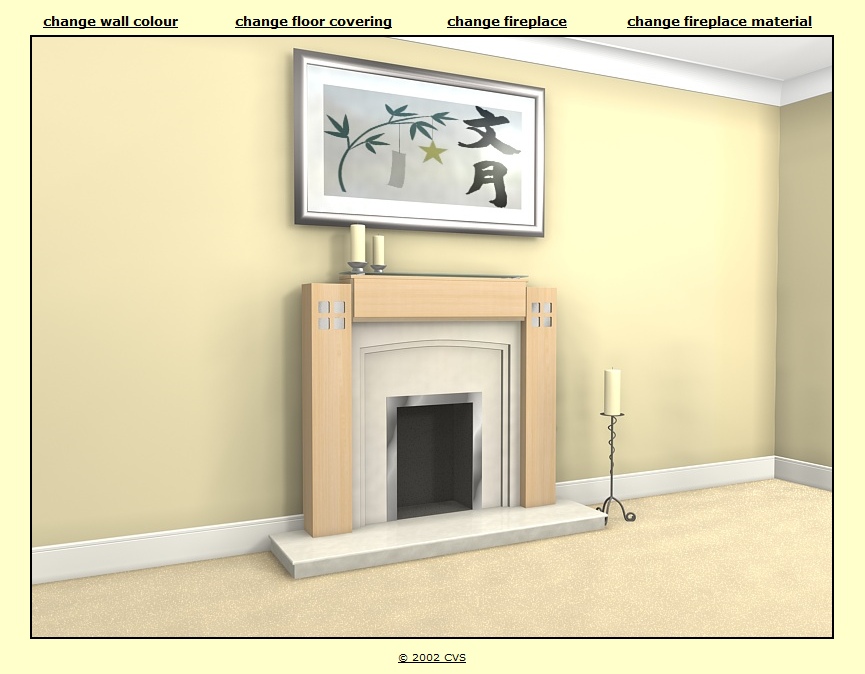 change wall colour
change floor covering
change fireplace
change fireplace material
文
月
© 2002 CVS